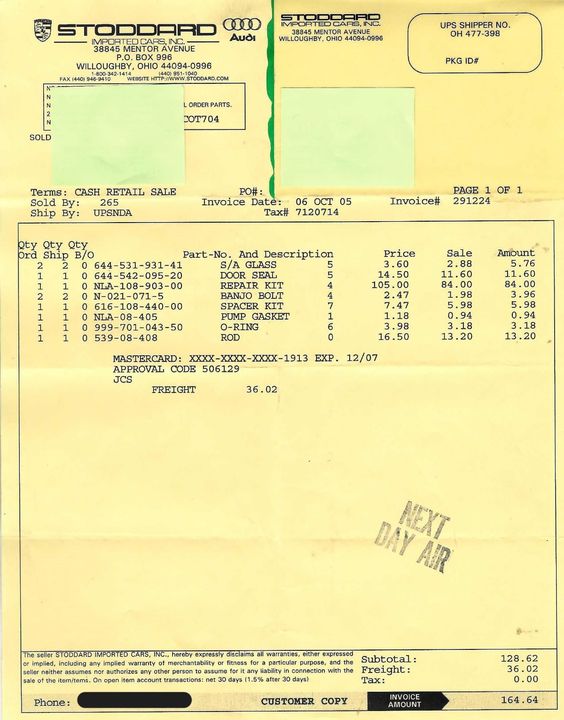 STODDARD
IMPORTED CARS, INC.
38845 MENTOR AVENUE
P.O. BOX 996
WILLOUGHBY, OHIO 44094-0996
1-800-342-1414 (440) 951-1040
FAX (440) 946-9410 WEBSITE HTTP://WWW.STODDARD.COM
Audi
STODDARD
IMPORTED CARS, INC.
38845 MENTOR AVENUE
WILLOUGHBY, OHIO 44094-0996
UPS SHIPPER NO.
OH 477-398
PKG ID#
L ORDER PARTS.
COT704
SOLD
Terms: CASH RETAIL SALE PO#: PAGE 1 OF 1
Sold By: 265 Invoice Date: 06 OCT 05 Invoice# 291224
Ship By: UPSNDA Tax# 7120714
Qty Qty Qty
Ord Ship B/O Part-No. And Description Price Sale Amount
2 2 0 644-531-931-41 S/A GLASS 5 3.60 2.88 5.76
1 1 0 644-542-095-20 DOOR SEAL 5 14.50 11.60 11.60
1 1 0 NLA-108-903-00 REPAIR KIT 4 105.00 84.00 84.00
2 2 0 N-021-071-5 BANJO BOLT 4 2.47 1.98 3.96
1 1 0 616-108-440-00 SPACER KIT 7 7.47 5.98 5.98
1 1 0 NLA-08-405 PUMP GASKET 1 1.18 0.94 0.94
1 1 0 999-701-043-50 O-RING 6 3.98 3.18 3.18
1 1 0 539-08-408 ROD 0 16.50 13.20 13.20
MASTERCARD: XXXX-XXXX-XXXX-1913 EXP. 12/07
APPROVAL CODE 506129
JCS
FREIGHT 36.02
NEXT
DAY AIR
The seller STODDARD IMPORTED CARS, INC., hereby expressly disclaims all warranties, either expressed
or implied, including any implied warranty of merchantability or fitness for a particular purpose, and the
seller neither assumes nor authorizes any other person to assume for it any liability in connection with the
sale of the item/items. On open item account transactions: net 30 days (1.5% after 30 days)
Subtotal: 128.62
Freight: 36.02
Tax: 0.00
Phone: CUSTOMER COPY INVOICE AMOUNT 164.64